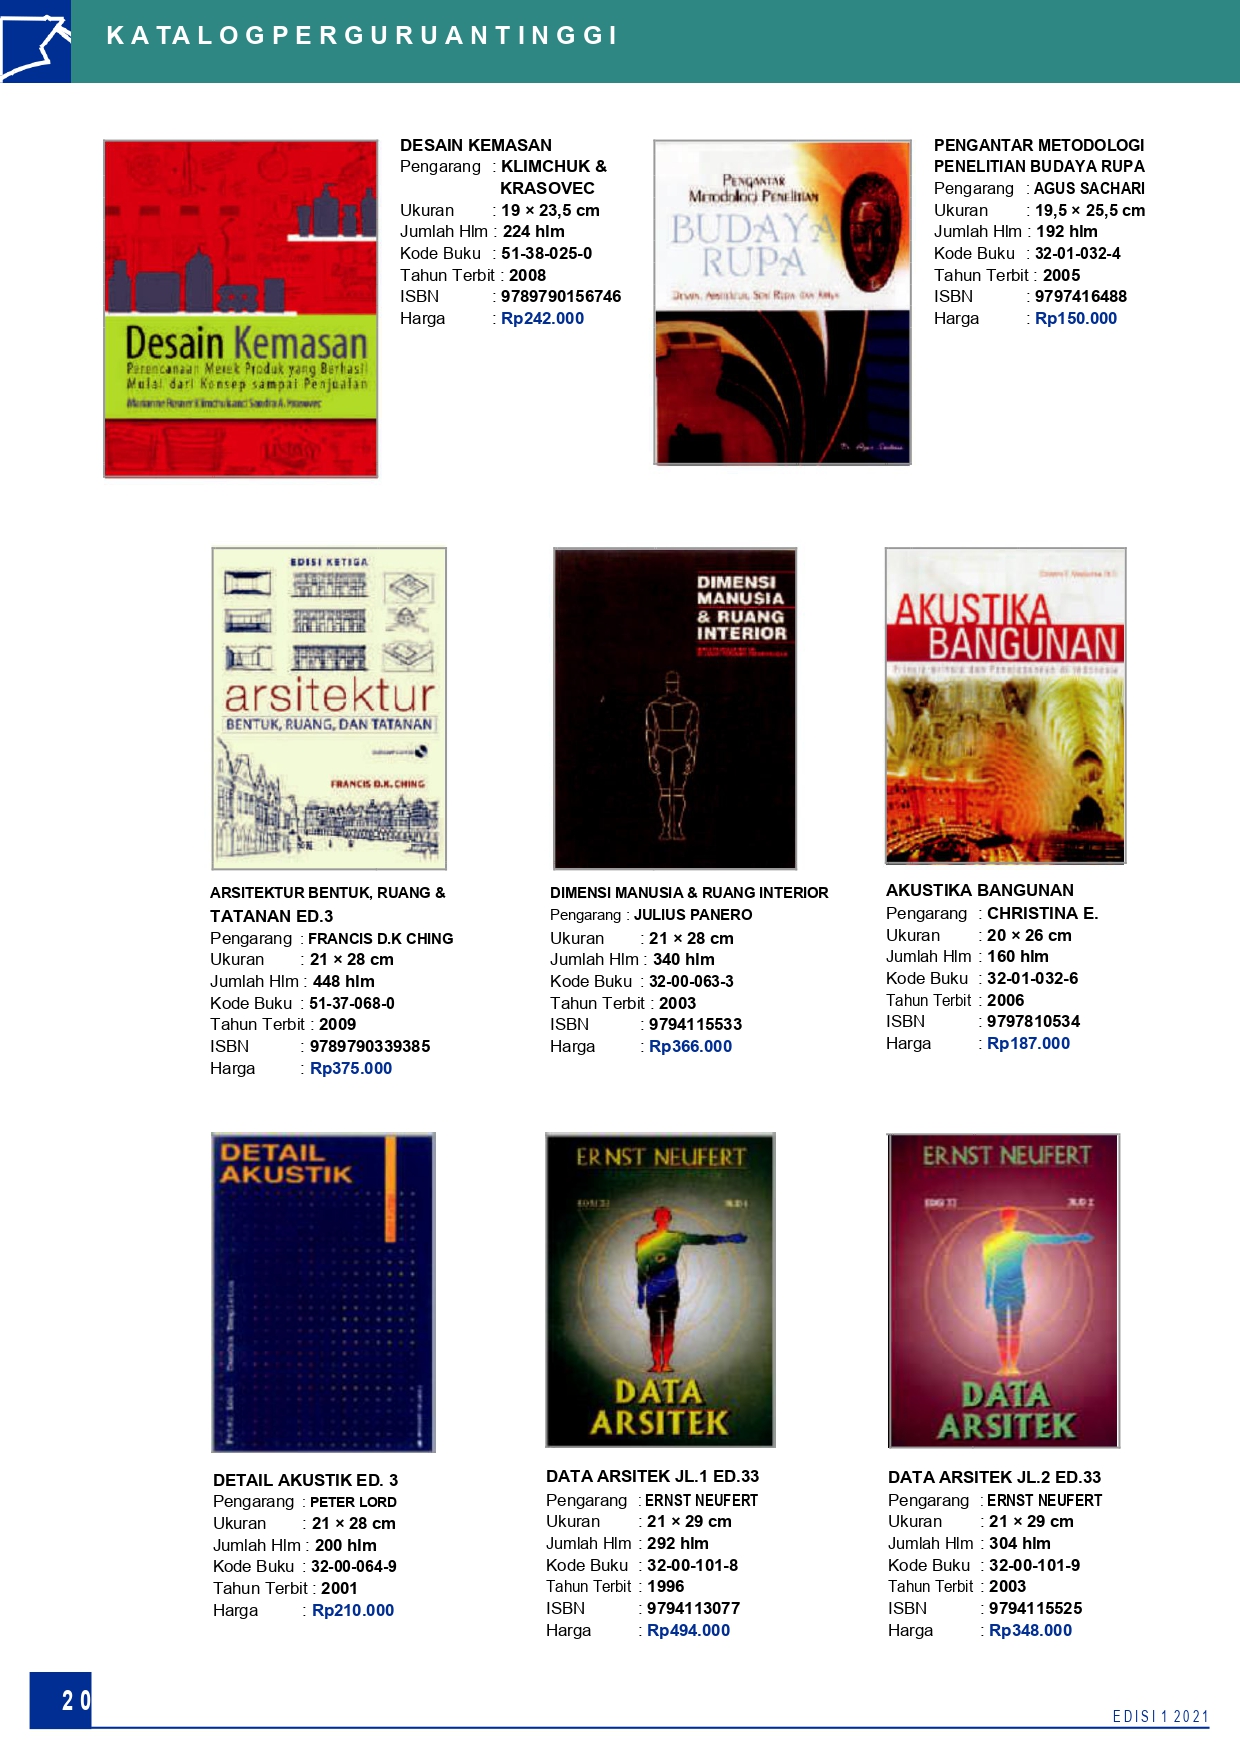 KATALOG PERGURUAN TINGGI
Desain Kemasan
Perencanaan Merek Produk yang Berhasil
Mulai dari Konsep sampai Penjualan
DESAIN KEMASAN
Pengarang : KLIMCHUK &
KRASOVEC
Ukuran : 19 × 23,5 cm
Jumlah Hlm : 224 hlm
Kode Buku : 51-38-025-0
Tahun Terbit : 2008
ISBN : 9789790156746
Harga : Rp242.000
PENGANTAR
METODOLOGI PENELITIAN
BUDAYA
RUPA
PENGANTAR METODOLOGI
PENELITIAN BUDAYA RUPA
Pengarang : AGUS SACHARI
Ukuran : 19,5 × 25,5 cm
Jumlah Hlm : 192 hlm
Kode Buku : 32-01-032-4
Tahun Terbit : 2005
ISBN : 9797416488
Harga : Rp150.000
EDISI KETIGA
arsitektur
BENTUK, RUANG, DAN TATANAN
FRANCIS D.K. CHING
ARSITEKTUR BENTUK, RUANG &
TATANAN ED.3
Pengarang : FRANCIS D.K CHING
Ukuran : 21 × 28 cm
Jumlah Hlm : 448 hlm
Kode Buku : 51-37-068-0
Tahun Terbit : 2009
ISBN : 9789790339385
Harga : Rp375.000
DIMENSI
MANUSIA
& RUANG
INTERIOR
DIMENSI MANUSIA & RUANG INTERIOR
Pengarang : JULIUS PANERO
Ukuran : 21 × 28 cm
Jumlah Hlm : 340 hlm
Kode Buku : 32-00-063-3
Tahun Terbit : 2003
ISBN : 9794115533
Harga : Rp366.000
AKUSTIKA
BANGUNAN
AKUSTIKA BANGUNAN
Pengarang : CHRISTINA E.
Ukuran : 20 × 26 cm
Jumlah Hlm : 160 hlm
Kode Buku : 32-01-032-6
Tahun Terbit : 2006
ISBN : 9797810534
Harga : Rp187.000
DETAIL
AKUSTIK
Peter Lord Duncan Templeton
DETAIL AKUSTIK ED. 3
Pengarang : PETER LORD
Ukuran : 21 × 28 cm
Jumlah Hlm : 200 hlm
Kode Buku : 32-00-064-9
Tahun Terbit : 2001
Harga : Rp210.000
ERNST NEUFERT
DATA
ARSITEK
DATA ARSITEK JL.1 ED.33
Pengarang : ERNST NEUFERT
Ukuran : 21 × 29 cm
Jumlah Hlm : 292 hlm
Kode Buku : 32-00-101-8
Tahun Terbit : 1996
ISBN : 9794113077
Harga : Rp494.000
ERNST NEUFERT
DATA
ARSITEK
DATA ARSITEK JL.2 ED.33
Pengarang : ERNST NEUFERT
Ukuran : 21 × 29 cm
Jumlah Hlm : 304 hlm
Kode Buku : 32-00-101-9
Tahun Terbit : 2003
ISBN : 9794115525
Harga : Rp348.000
20
EDISI 1 2021